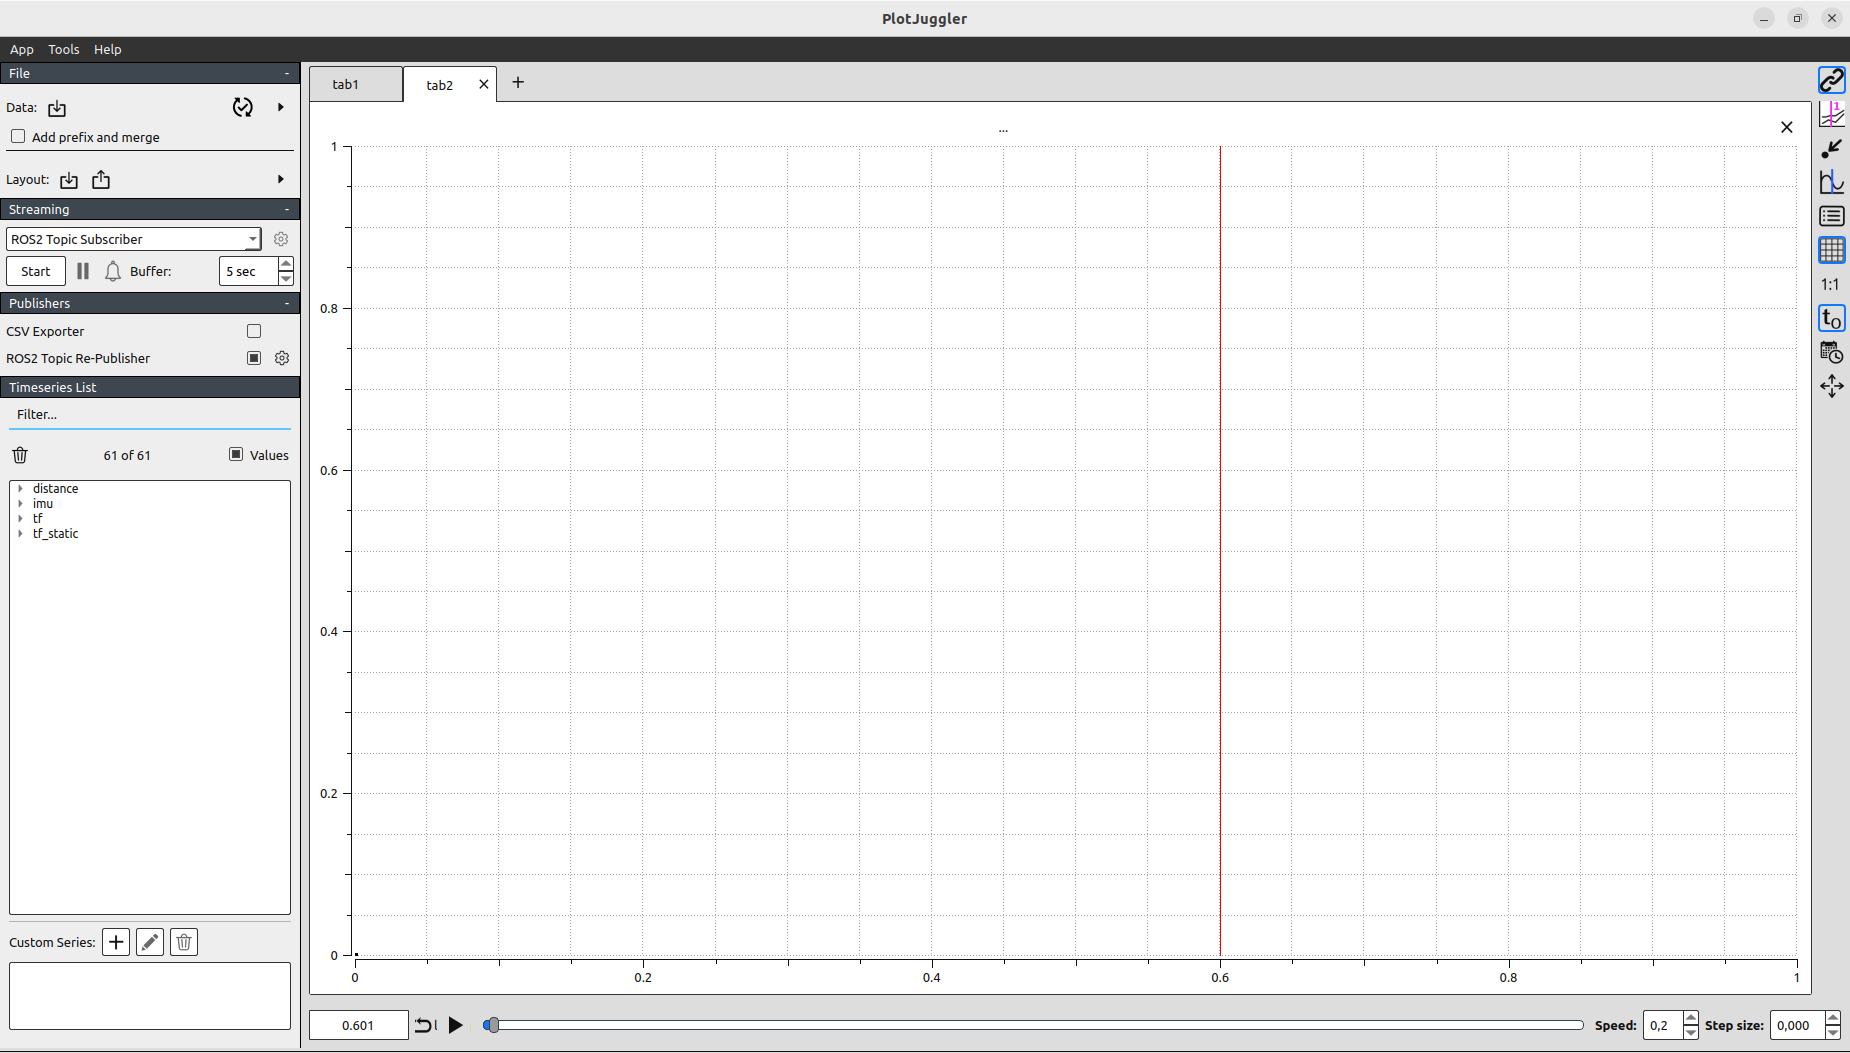 PlotJuggler
App Tools Help
File -
Data:
Add prefix and merge
Layout:
Streaming -
ROS2 Topic Subscriber
Start Buffer: 5 sec
Publishers -
CSV Exporter
ROS2 Topic Re-Publisher
Timeseries List
Filter...
61 of 61 Values
distance
imu
tf
tf_static
Custom Series:
tab1 tab2
...
1
0.8
0.6
0.4
0.2
0
0 0.2 0.4 0.6 0.8 1
0.601
Speed: 0,2 Step size: 0,000
1
1:1
t0